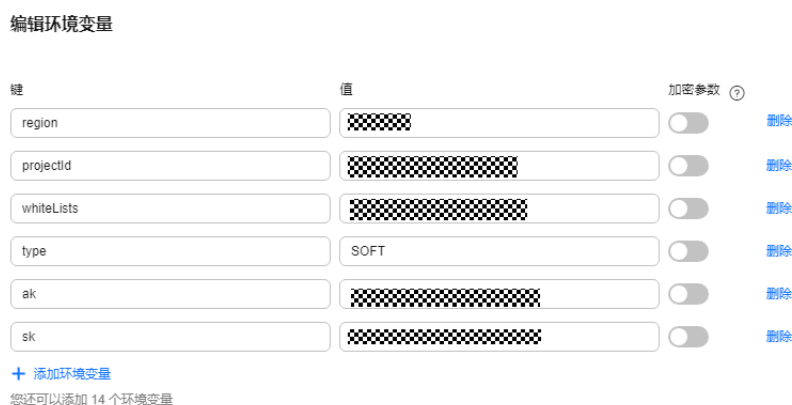 编辑环境变量
键 值 加密参数 ?
region 删除
projectId 删除
whiteLists 删除
type SOFT 删除
ak 删除
sk 删除
+ 添加环境变量
您还可以添加 14 个环境变量